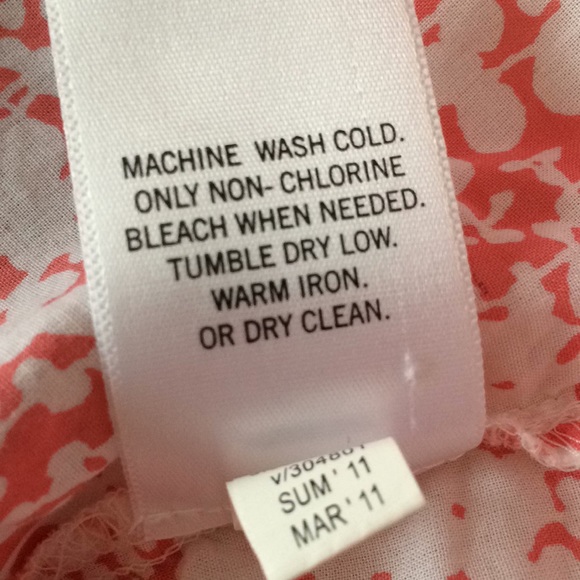 MACHINE WASH COLD.
ONLY NON-CHLORINE
BLEACH WHEN NEEDED.
TUMBLE DRY LOW.
WARM IRON.
OR DRY CLEAN.
SUM' 11
MAR' 11